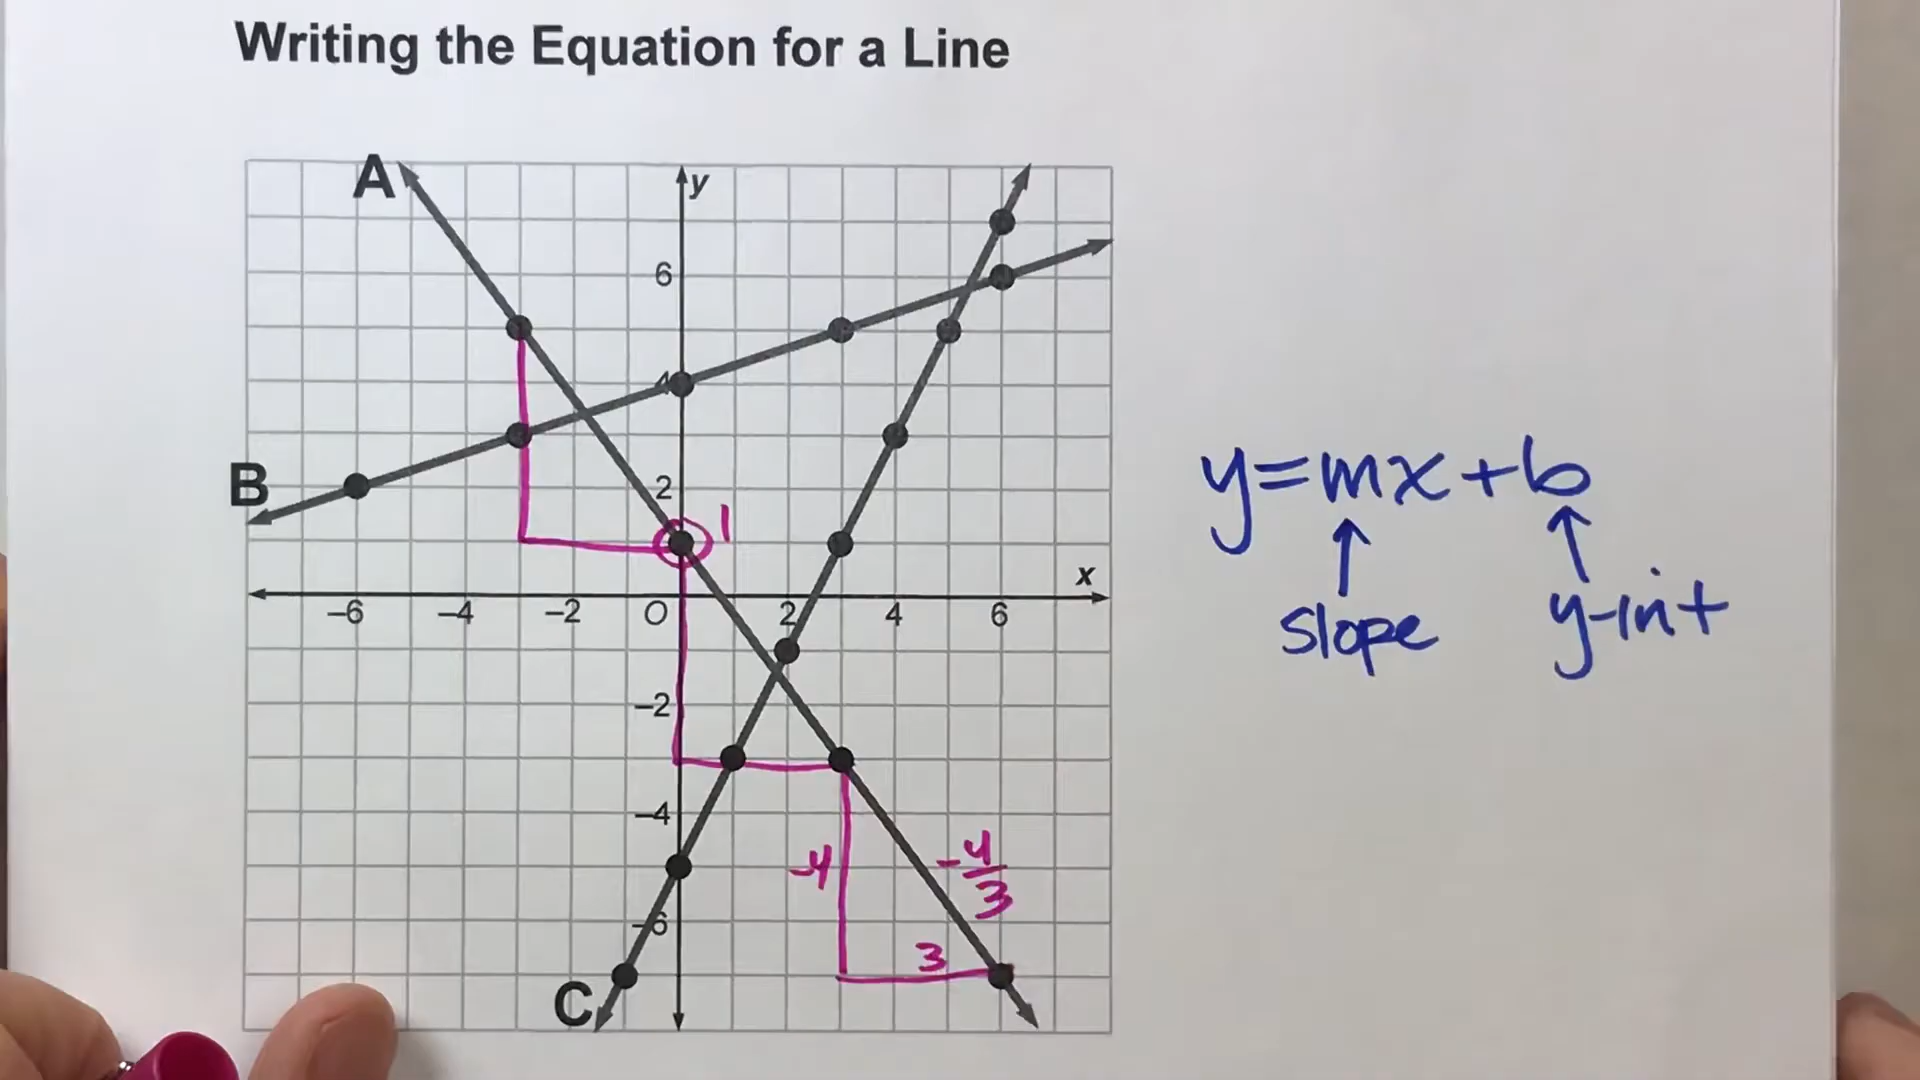 Writing the Equation for a Line
A
y
6
4
B
2
1
x
–6 –4 –2 O 2 4 6
y=mx+b
slope y-int
–2
–4
-4
-4/3
–6
3
C